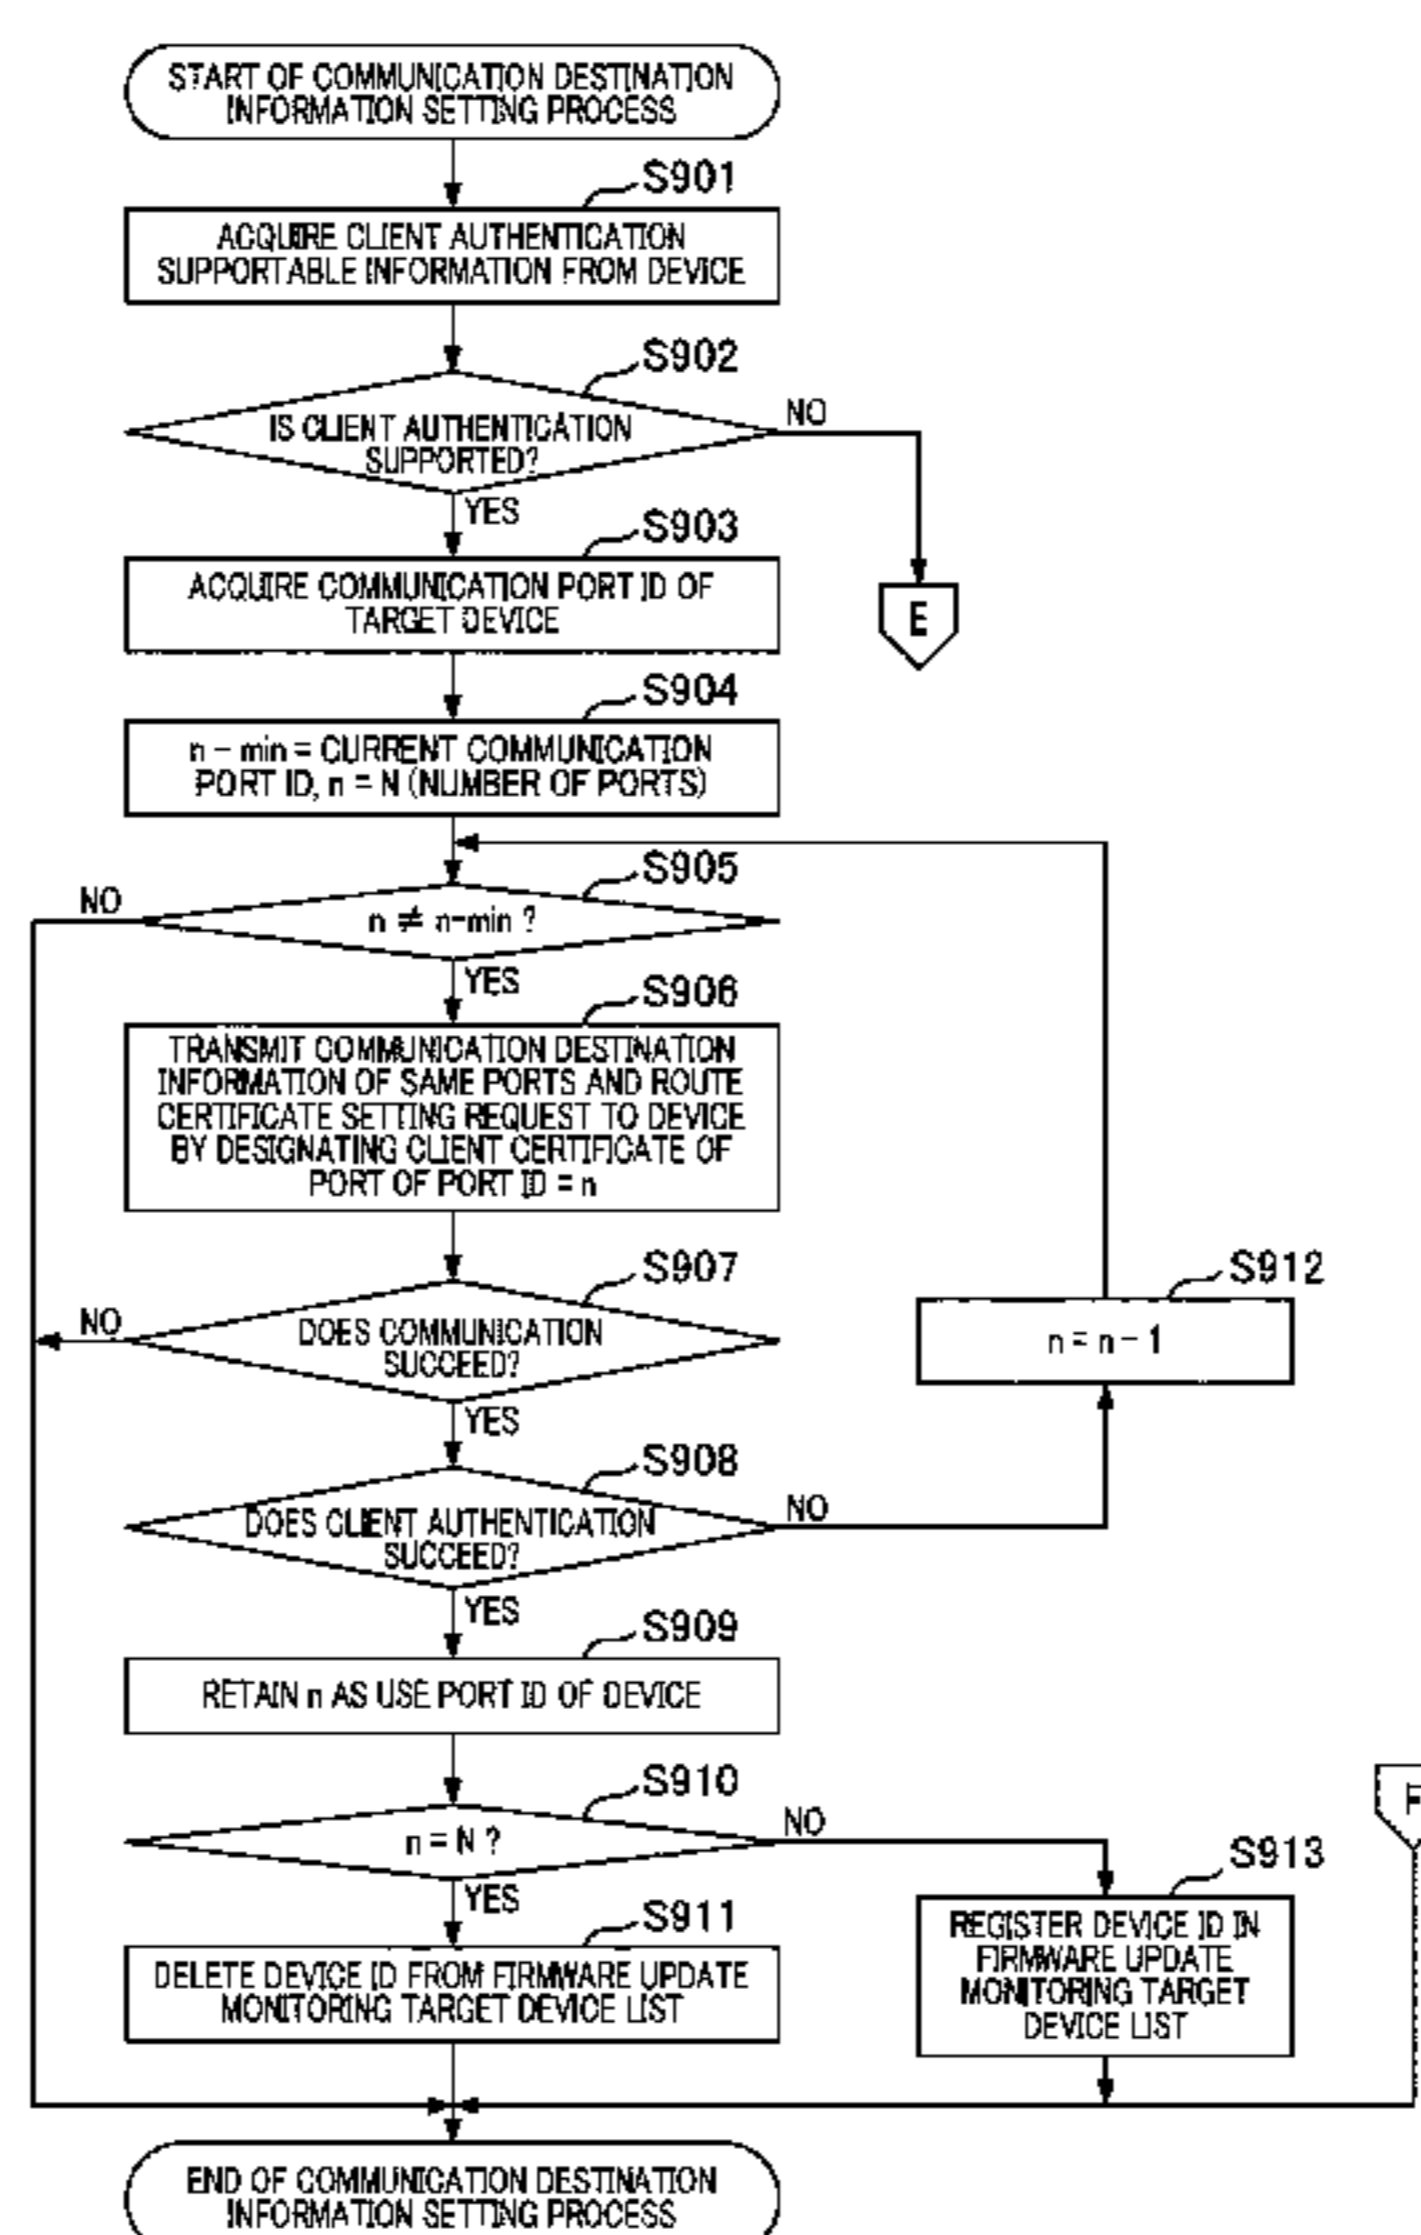 START OF COMMUNICATION DESTINATION
INFORMATION SETTING PROCESS
S901
ACQUIRE CLIENT AUTHENTICATION
SUPPORTABLE INFORMATION FROM DEVICE
S902
IS CLIENT AUTHENTICATION
SUPPORTED?
NO
YES
E
S903
ACQUIRE COMMUNICATION PORT ID OF
TARGET DEVICE
S904
n - min = CURRENT COMMUNICATION
PORT ID, n = N (NUMBER OF PORTS)
S905
NO
n ≠ n-min ?
YES
S906
TRANSMIT COMMUNICATION DESTINATION
INFORMATION OF SAME PORTS AND ROUTE
CERTIFICATE SETTING REQUEST TO DEVICE
BY DESIGNATING CLIENT CERTIFICATE OF
PORT OF PORT ID = n
S907
NO
DOES COMMUNICATION
SUCCEED?
YES
S912
n = n - 1
S908
DOES CLIENT AUTHENTICATION
SUCCEED?
NO
YES
S909
RETAIN n AS USE PORT ID OF DEVICE
S910
n = N ?
NO
YES
S911
DELETE DEVICE ID FROM FIRMWARE UPDATE
MONITORING TARGET DEVICE LIST
S913
REGISTER DEVICE ID IN
FIRMWARE UPDATE
MONITORING TARGET
DEVICE LIST
END OF COMMUNICATION DESTINATION
INFORMATION SETTING PROCESS